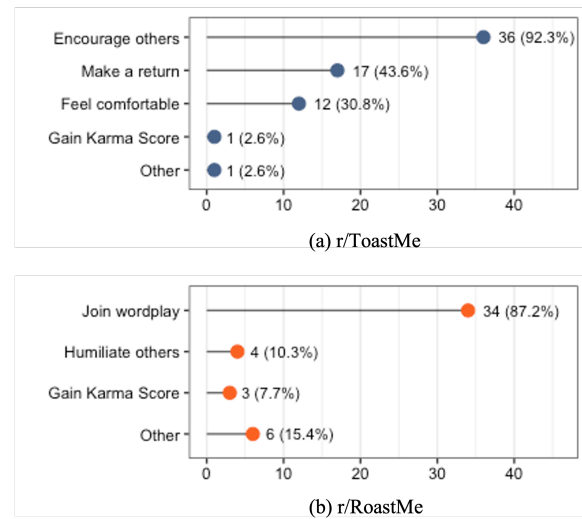 Encourage others 36 (92.3%)
Make a return 17 (43.6%)
Feel comfortable 12 (30.8%)
Gain Karma Score 1 (2.6%)
Other 1 (2.6%)
0 10 20 30 40
(a) r/ToastMe
Join wordplay 34 (87.2%)
Humiliate others 4 (10.3%)
Gain Karma Score 3 (7.7%)
Other 6 (15.4%)
0 10 20 30 40
(b) r/RoastMe